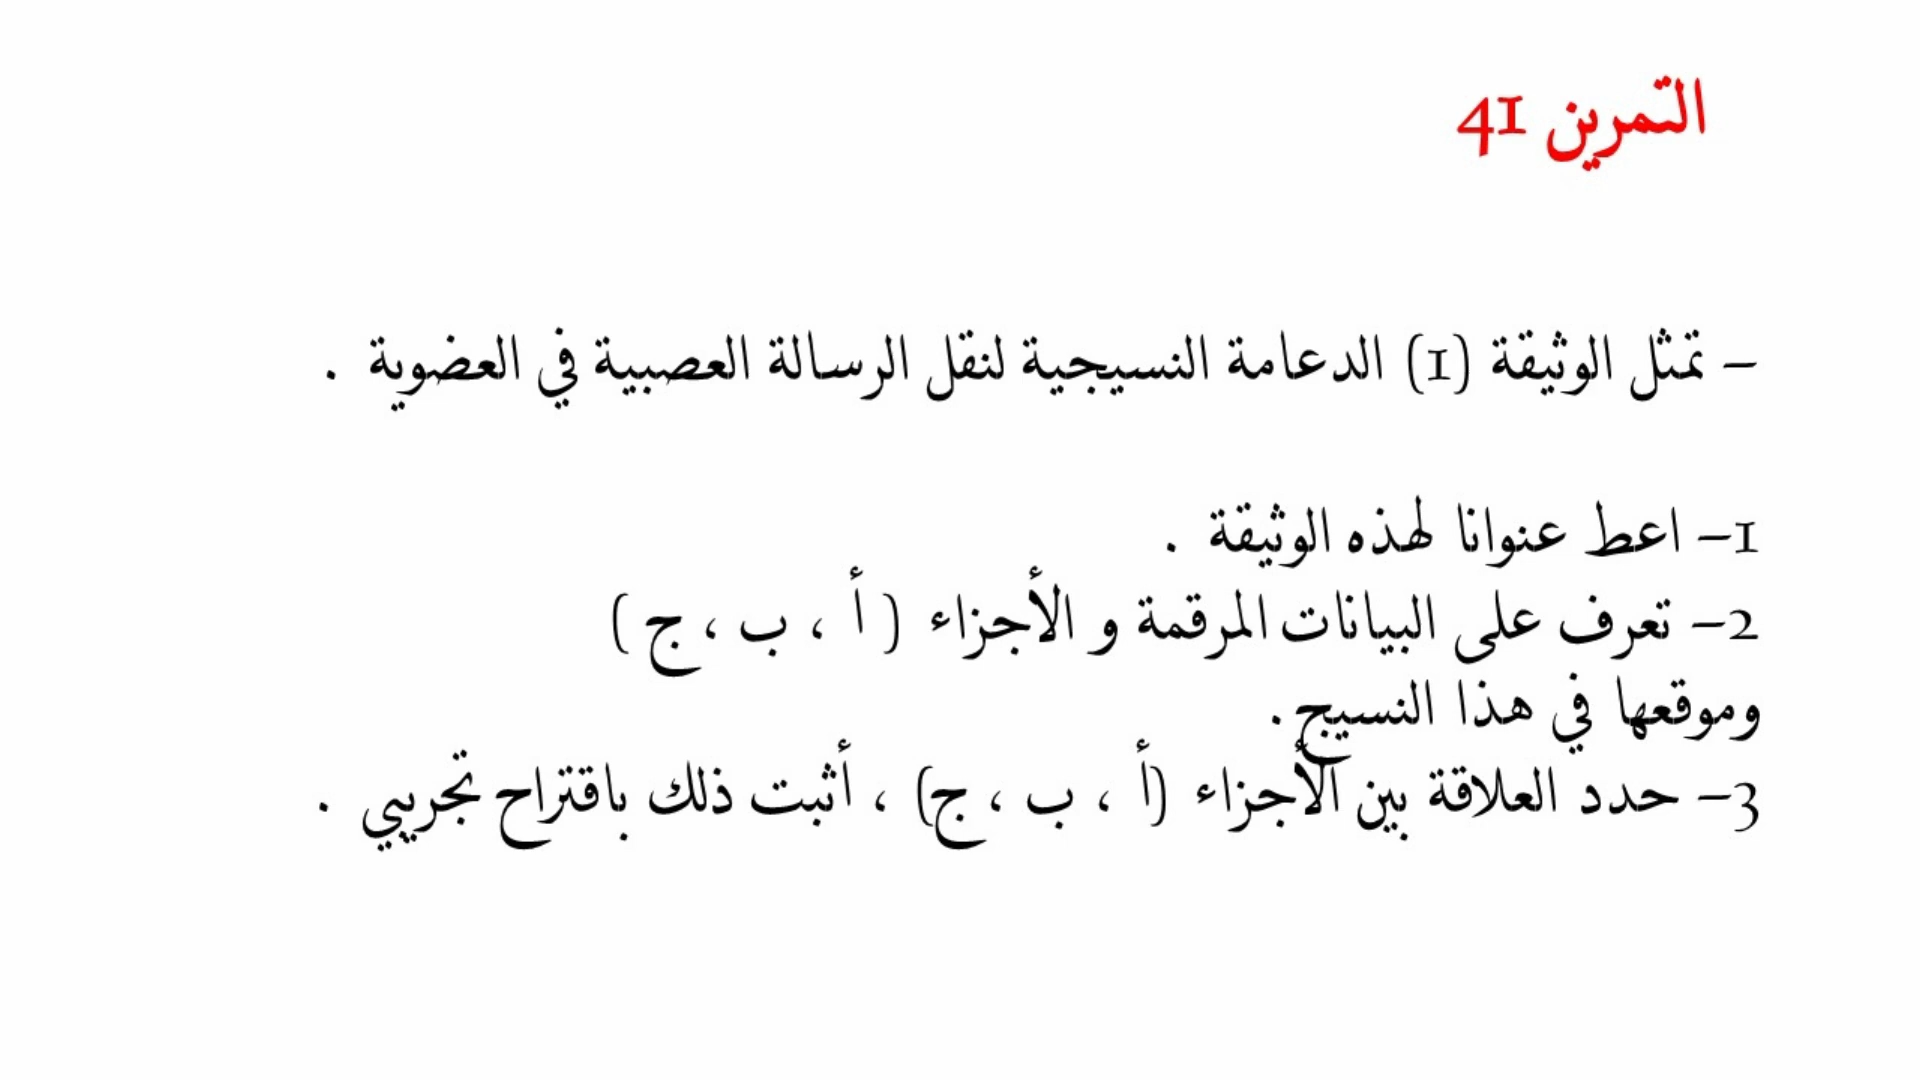 التمرين 41
– تمثل الوثيقة (1) الدعامة النسيجية لنقل الرسالة العصبية في العضوية .
1– اعط عنوانا لهذه الوثيقة .
2– تعرف على البيانات المرقمة و الأجزاء ( أ ، ب ، ج )
وموقعها في هذا النسيج .
3– حدد العلاقة بين الأجزاء (أ ، ب ، ج) ، أثبت ذلك باقتراح تجريبي .